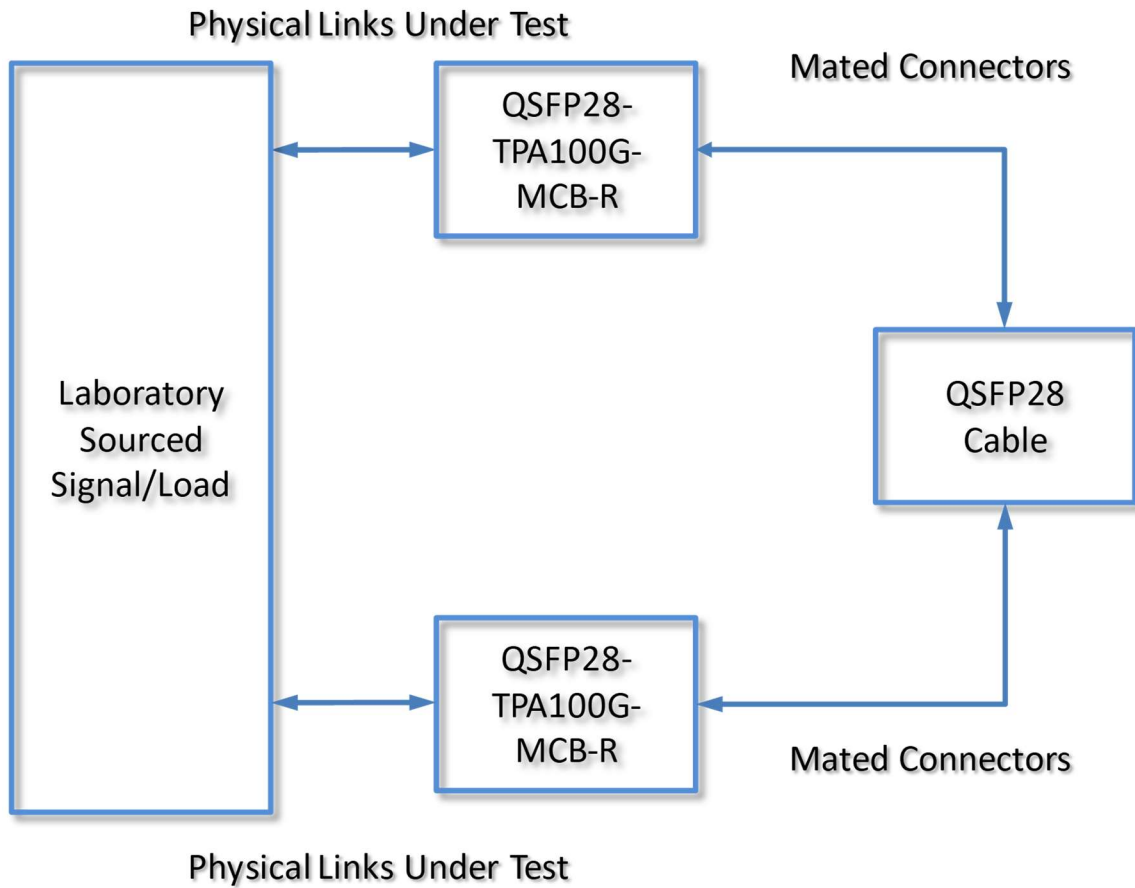 Physical Links Under Test
Mated Connectors
QSFP28-
TPA100G-
MCB-R
Laboratory
Sourced
Signal/Load
QSFP28
Cable
QSFP28-
TPA100G-
MCB-R
Mated Connectors
Physical Links Under Test